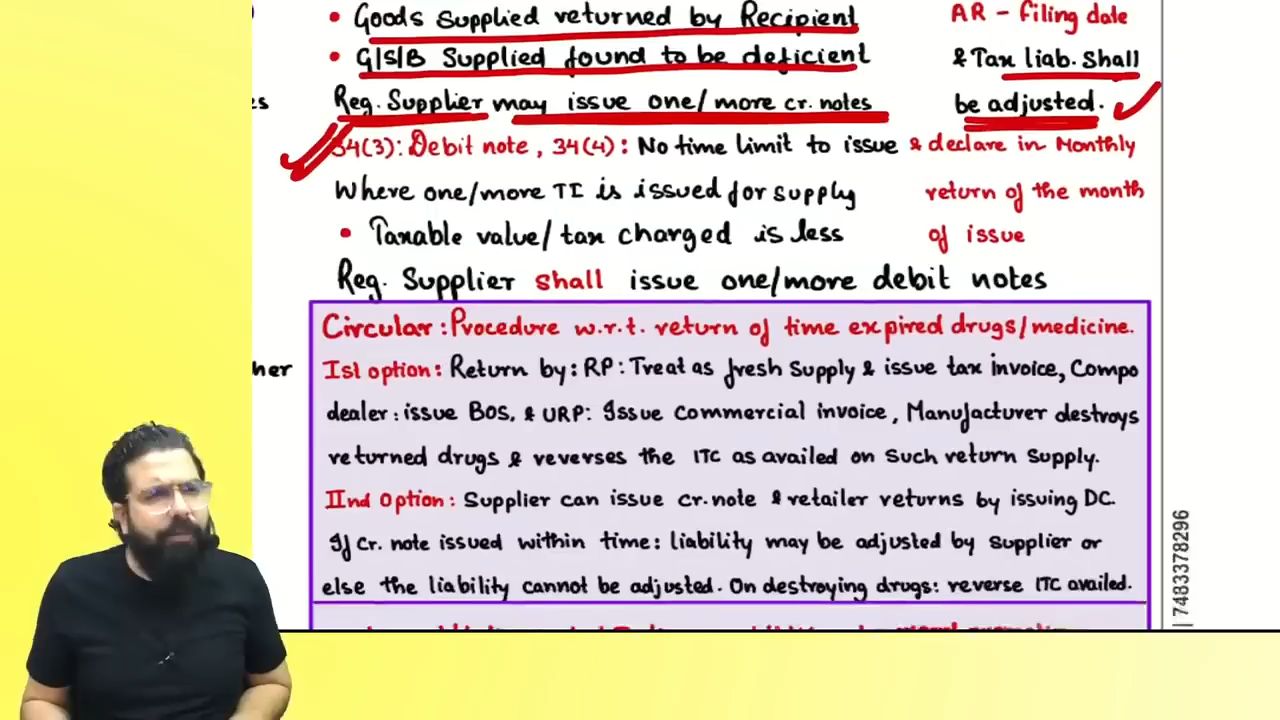 • Goods Supplied returned by Recipient
AR - filing date
• G/S/B Supplied found to be deficient
& Tax liab. Shall
Reg. Supplier may issue one/more cr. notes
be adjusted.
34(3): Debit note, 34(4): No time limit to issue & declare in Monthly
Where one/more TI is issued for supply
return of the month
• Taxable value/tax charged is less
of issue
Reg. Supplier shall issue one/more debit notes
Circular: Procedure w.r.t. return of time expired drugs/medicine.
Ist option: Return by: RP: Treat as fresh Supply & issue tax invoice, Compo
her
dealer: issue BOS, & URP: Issue Commercial invoice, Manufacturer destroys
returned drugs & reverses the ITC as availed on Such return Supply.
IInd Option: Supplier can issue cr. note & retailer returns by issuing DC.
If Cr. note issued within time: liability may be adjusted by Supplier or
else the liability cannot be adjusted. On destroying drugs: reverse ITC availed.
| 7483378296